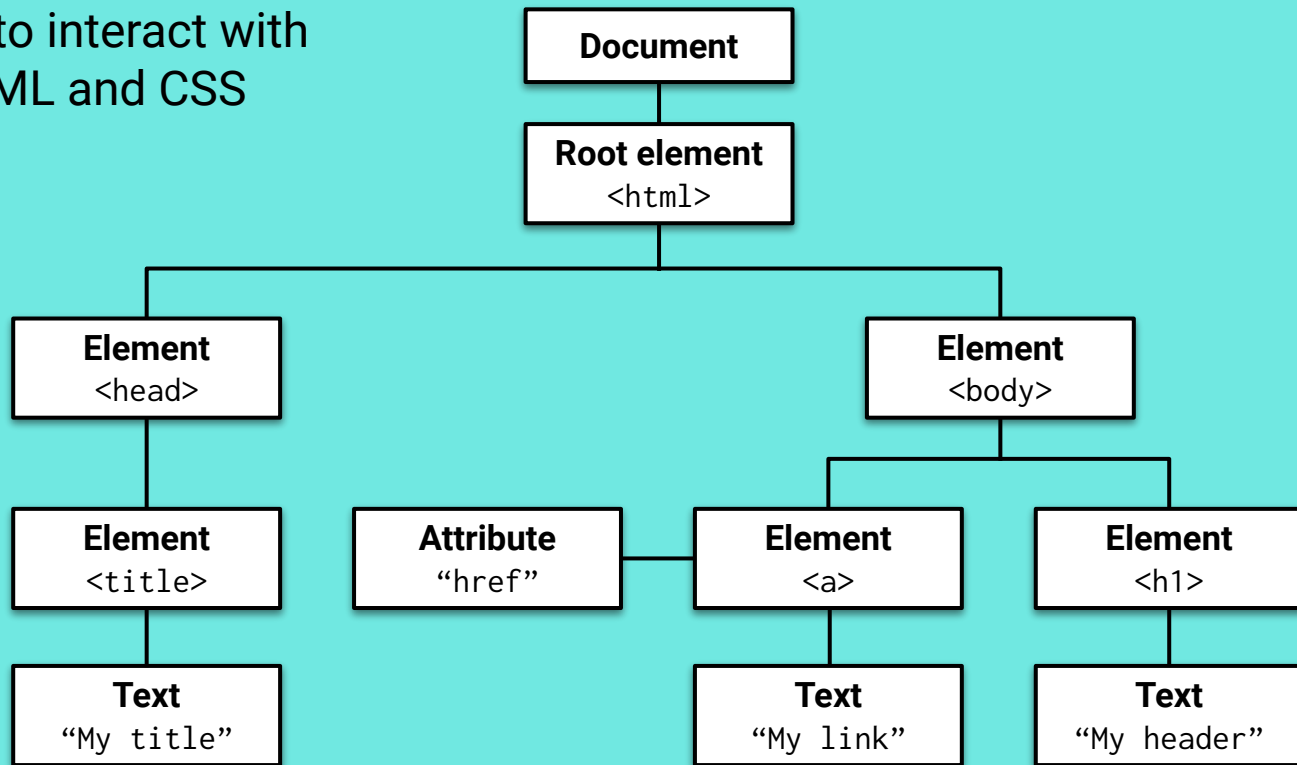 to interact with
ML and CSS
Document
Root element
<html>
Element
<head>
Element
<body>
Element
<title>
Attribute
“href”
Element
<a>
Element
<h1>
Text
“My title”
Text
“My link”
Text
“My header”